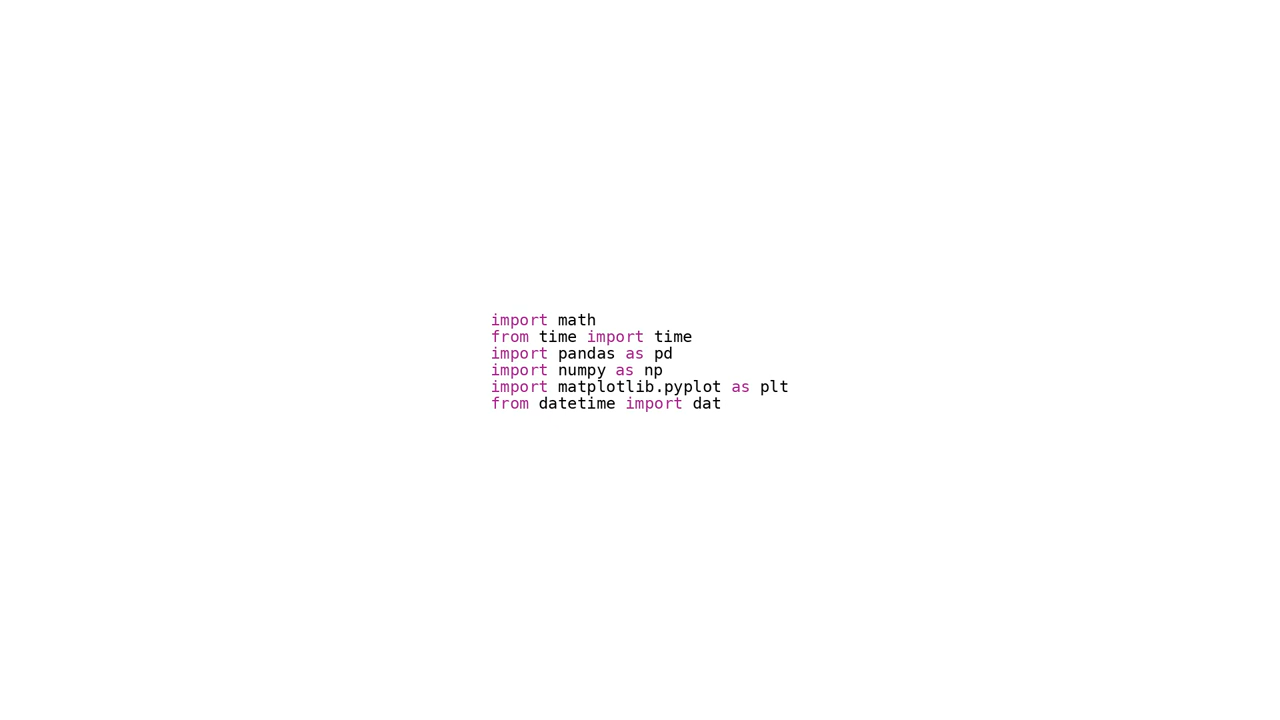 import math
from time import time
import pandas as pd
import numpy as np
import matplotlib.pyplot as plt
from datetime import dat